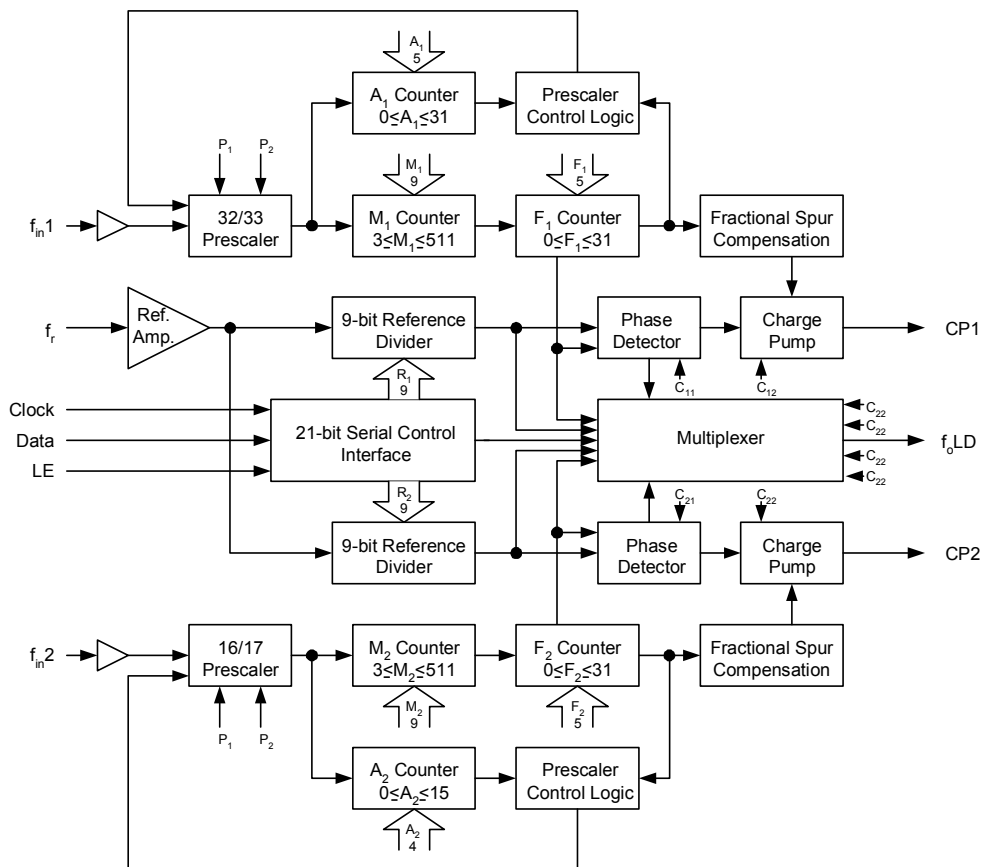 A₁
5
A₁ Counter
0≤A₁≤31
Prescaler
Control Logic
P₁
P₂
M₁
9
F₁
5
fᵢₙ1
32/33
Prescaler
M₁ Counter
3≤M₁≤511
F₁ Counter
0≤F₁≤31
Fractional Spur
Compensation
fᵣ
Ref.
Amp.
9-bit Reference
Divider
Phase
Detector
Charge
Pump
CP1
R₁
9
C₁₁
C₁₂
Clock
Data
LE
21-bit Serial Control
Interface
Multiplexer
C₂₂
C₂₂
fₒLD
C₂₂
C₂₂
R₂
9
C₂₁
C₂₂
9-bit Reference
Divider
Phase
Detector
Charge
Pump
CP2
fᵢₙ2
16/17
Prescaler
M₂ Counter
3≤M₂≤511
F₂ Counter
0≤F₂≤31
Fractional Spur
Compensation
P₁
P₂
M₂
9
F₂
5
A₂ Counter
0≤A₂≤15
Prescaler
Control Logic
A₂
4